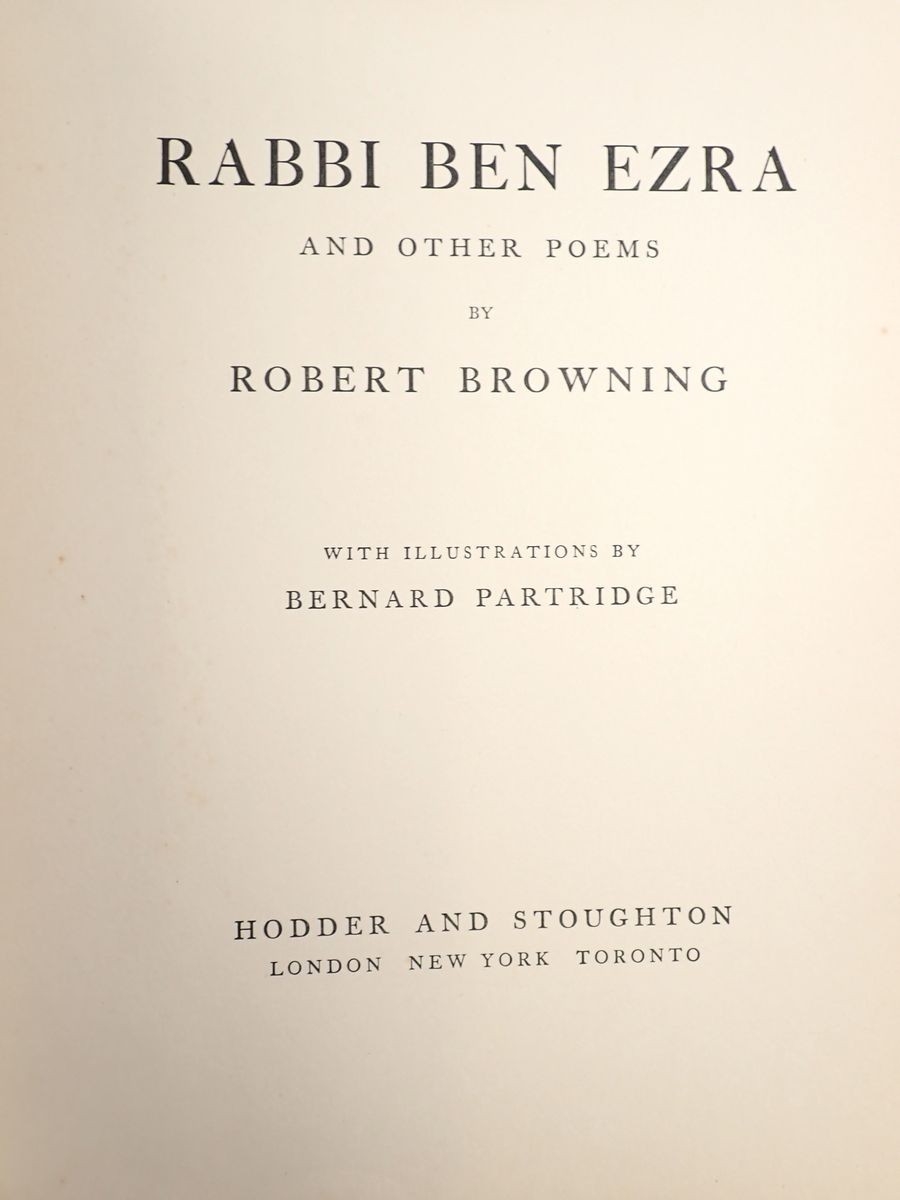 RABBI BEN EZRA
AND OTHER POEMS
BY
ROBERT BROWNING
WITH ILLUSTRATIONS BY
BERNARD PARTRIDGE
HODDER AND STOUGHTON
LONDON NEW YORK TORONTO